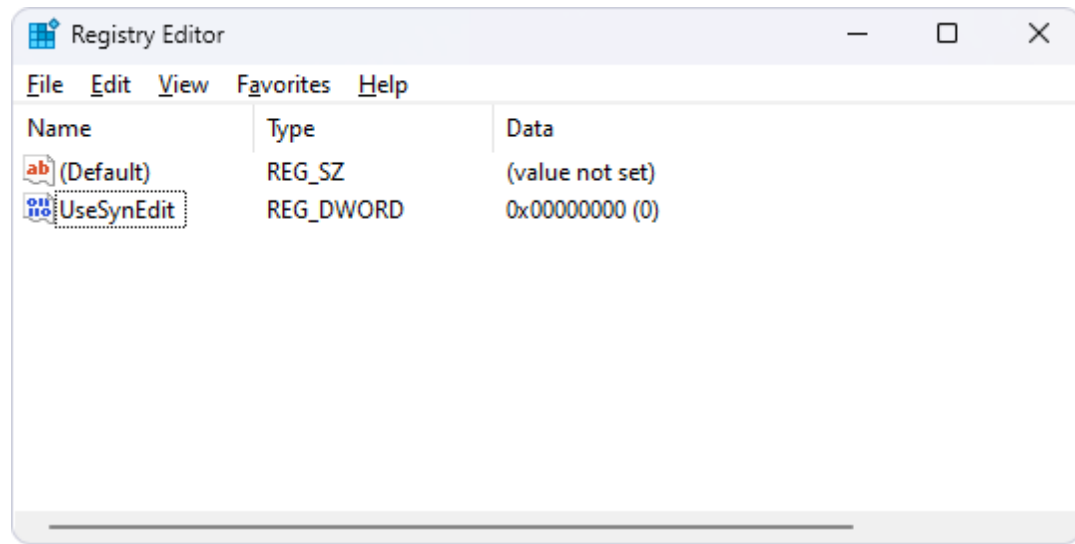 Registry Editor
File Edit View Favorites Help
Name Type Data
ab (Default) REG_SZ (value not set)
UseSynEdit REG_DWORD 0x00000000 (0)